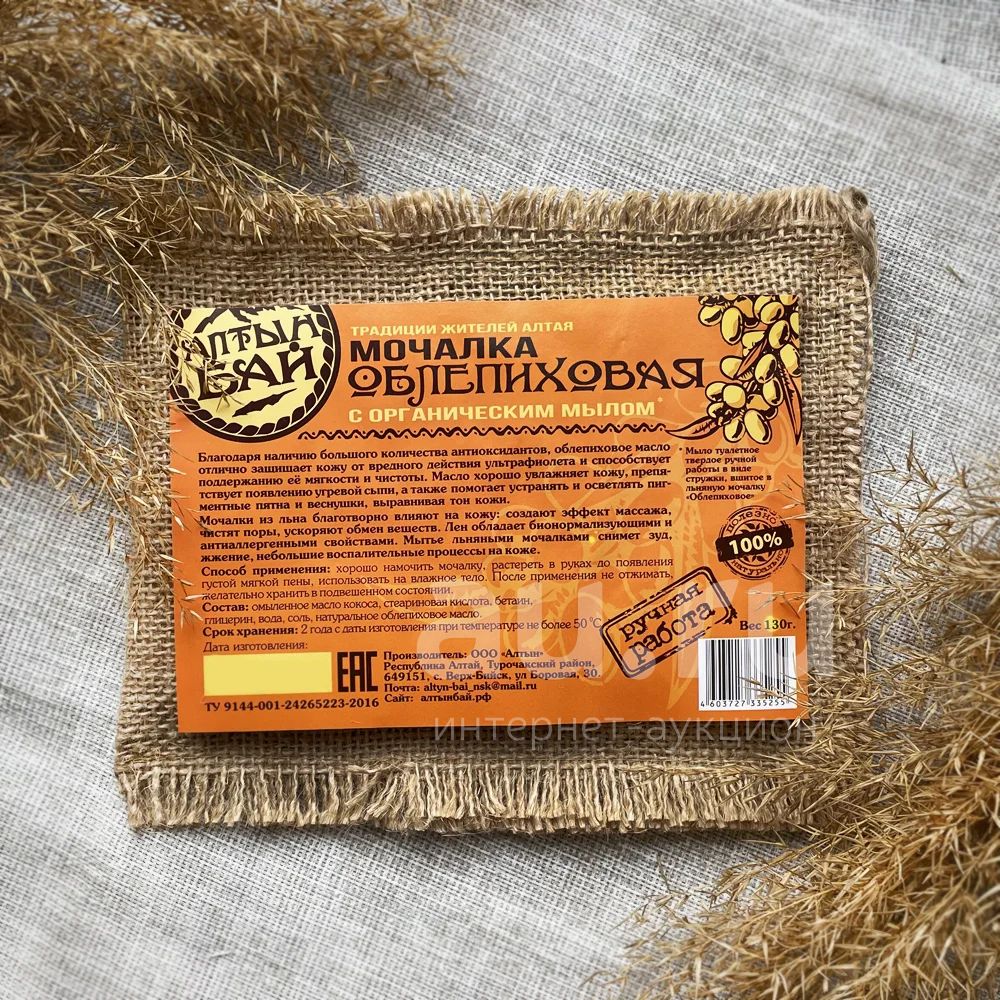 АЛТЫН
БАЙ
ТРАДИЦИИ ЖИТЕЛЕЙ АЛТАЯ
МОЧАЛКА
ОБЛЕПИХОВАЯ
С ОРГАНИЧЕСКИМ МЫЛОМ*
Благодаря наличию большого количества антиоксидантов, облепиховое масло
отлично защищает кожу от вредного действия ультрафиолета и способствует
поддержанию её мягкости и чистоты. Масло хорошо увлажняет кожу, препя-
тствует появлению угревой сыпи, а также помогает устранять и осветлять пиг-
ментные пятна и веснушки, выравнивая тон кожи.
Мочалки из льна благотворно влияют на кожу: создают эффект массажа,
чистят поры, ускоряют обмен веществ. Лен обладает бионормализующими и
антиаллергенными свойствами. Мытье льняными мочалками снимет зуд,
жжение, небольшие воспалительные процессы на коже.
Способ применения: хорошо намочить мочалку, растереть в руках до появления
густой мягкой пены, использовать на влажное тело. После применения не отжимать,
желательно хранить в подвешенном состоянии.
Состав: омыленное масло кокоса, стеариновая кислота, бетаин,
глицерин, вода, соль, натуральное облепиховое масло.
Срок хранения: 2 года с даты изготовления при температуре не более 50 °С
Дата изготовления:
ТУ 9144-001-24265223-2016
ЕАС
Производитель: ООО «Алтын»
Республика Алтай, Турочакский район,
649151, с. Верх-Бийск, ул Боровая, 30.
Почта: altyn-bai_nsk@mail.ru
Сайт: алтынбай.рф
* Мыло туалетное
твердое ручной
работы в виде
стружки, вшитое в
льняную мочалку
«Облепиховое»
ПОЛЕЗНО
100%
НАТУРАЛЬНО
ручная
работа
Вес 130г.
4 603727 335255
интернет-аукцион